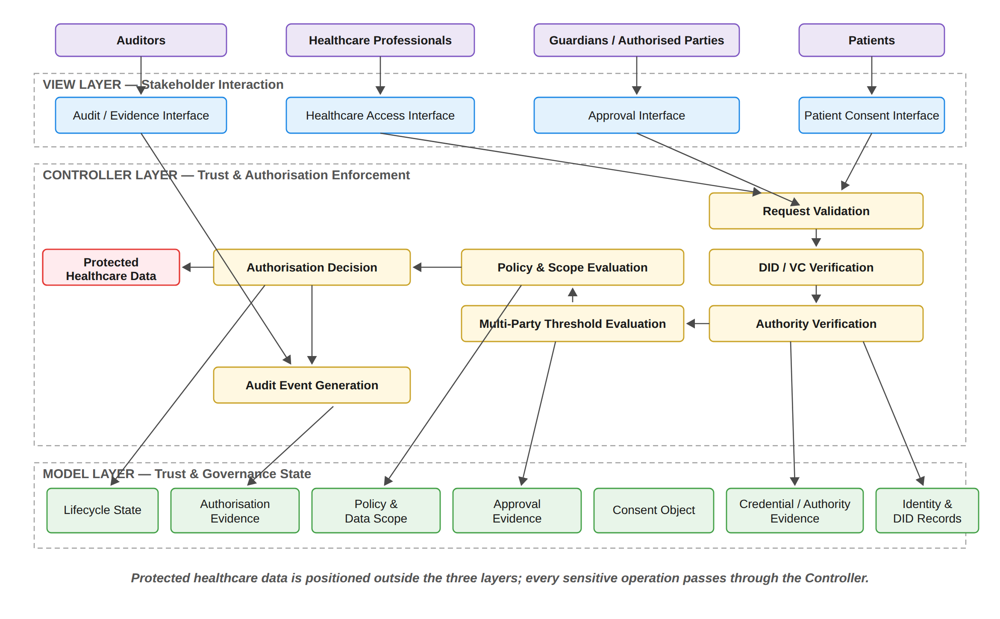 Auditors
Healthcare Professionals
Guardians / Authorised Parties
Patients
VIEW LAYER — Stakeholder Interaction
Audit / Evidence Interface
Healthcare Access Interface
Approval Interface
Patient Consent Interface
CONTROLLER LAYER — Trust & Authorisation Enforcement
Request Validation
Protected
Healthcare Data
Authorisation Decision
Policy & Scope Evaluation
DID / VC Verification
Multi-Party Threshold Evaluation
Authority Verification
Audit Event Generation
MODEL LAYER — Trust & Governance State
Lifecycle State
Authorisation
Evidence
Policy &
Data Scope
Approval
Evidence
Consent Object
Credential / Authority
Evidence
Identity &
DID Records
Protected healthcare data is positioned outside the three layers; every sensitive operation passes through the Controller.